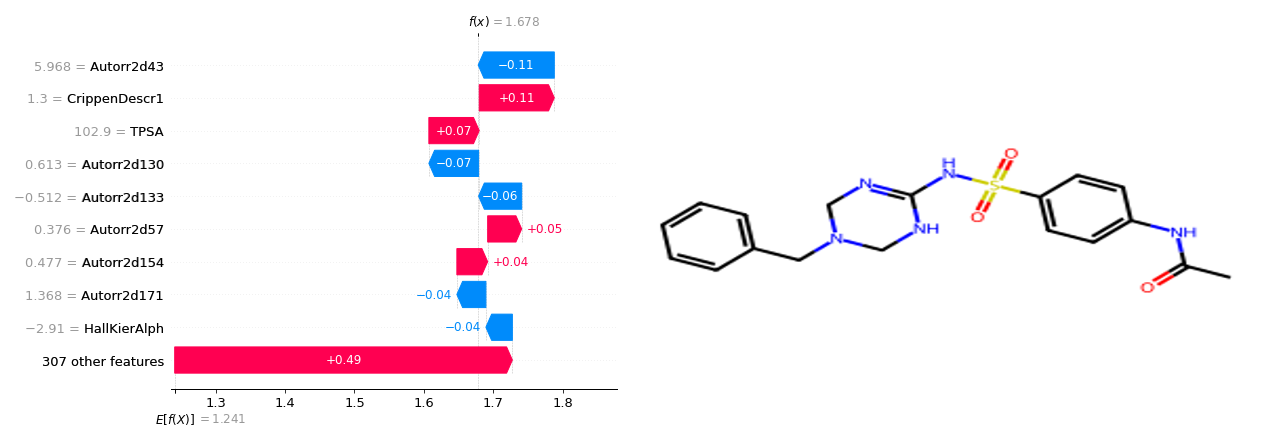 f(x) = 1.678
5.968 = Autorr2d43 −0.11
1.3 = CrippenDescr1 +0.11
102.9 = TPSA +0.07
0.613 = Autorr2d130 −0.07
−0.512 = Autorr2d133 −0.06
0.376 = Autorr2d57 +0.05
0.477 = Autorr2d154 +0.04
1.368 = Autorr2d171 −0.04
−2.91 = HallKierAlph −0.04
307 other features +0.49
1.3 1.4 1.5 1.6 1.7 1.8
E[f(X)] = 1.241
O
H
N
N
S
O
NH
N
NH
O